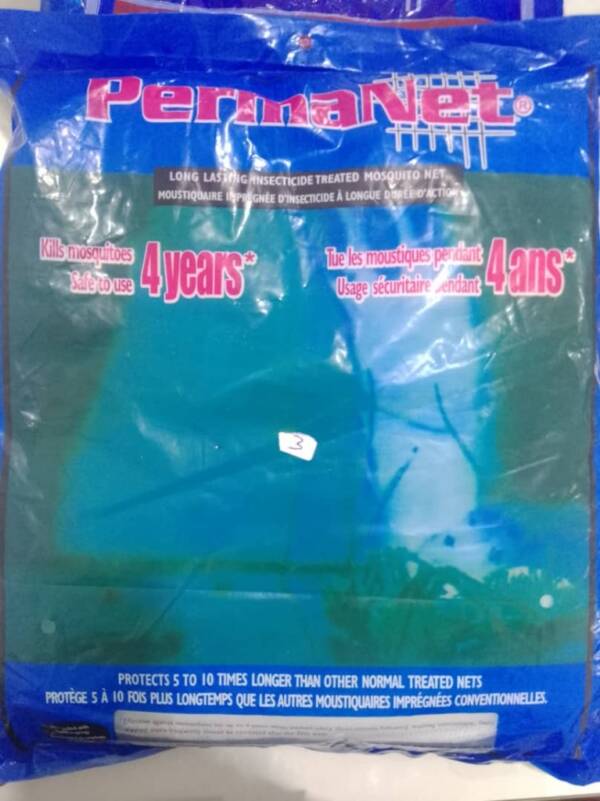 PermaNet®
LONG LASTING INSECTICIDE TREATED MOSQUITO NET
MOUSTIQUAIRE IMPRÉGNÉE D'INSECTICIDE À LONGUE DURÉE D'ACTION
Kills mosquitoes
Safe to use
4 years*
Tue les moustiques pendant
Usage sécuritaire pendant
4 ans*
3
PROTECTS 5 TO 10 TIMES LONGER THAN OTHER NORMAL TREATED NETS
PROTÈGE 5 À 10 FOIS PLUS LONGTEMPS QUE LES AUTRES MOUSTIQUAIRES IMPRÉGNÉES CONVENTIONNELLES.